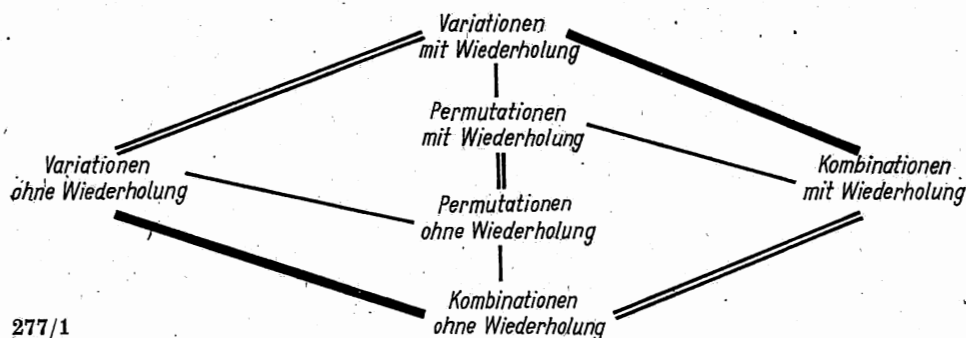 Variationen
mit Wiederholung
Permutationen
mit Wiederholung
Variationen
ohne Wiederholung
Kombinationen
mit Wiederholung
Permutationen
ohne Wiederholung
Kombinationen
ohne Wiederholung
277/1